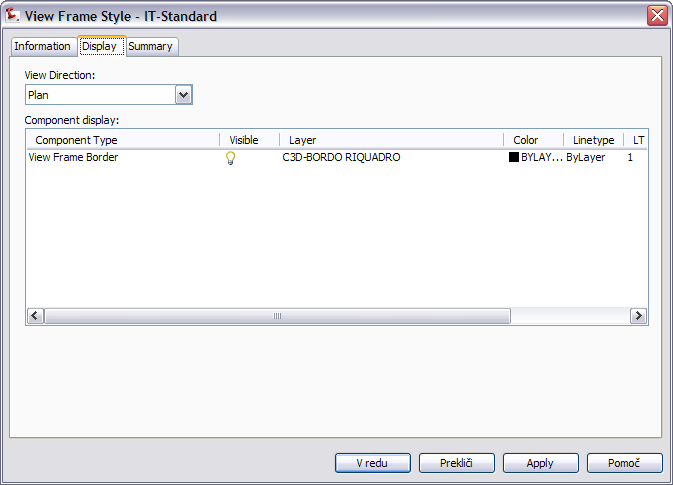 View Frame Style - IT-Standard
Information Display Summary
View Direction:
Plan
Component display:
Component Type Visible Layer Color Linetype LT
View Frame Border C3D-BORDO RIQUADRO BYLAY... ByLayer 1
V redu Prekliči Apply Pomoč